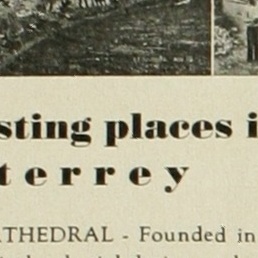 sting places i
terrey
ATHEDRAL - Founded in